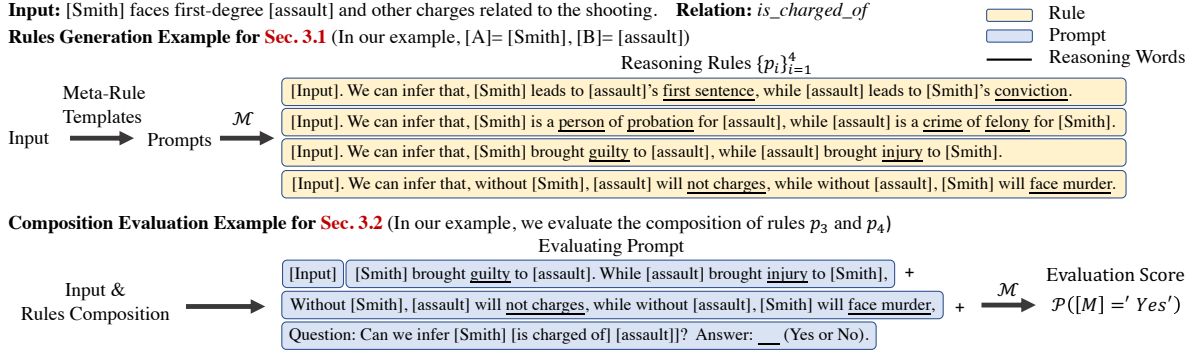 Input: [Smith] faces first-degree [assault] and other charges related to the shooting. Relation: is_charged_of
Rule
Rules Generation Example for Sec. 3.1 (In our example, [A]= [Smith], [B]= [assault])
Prompt
Reasoning Words
Reasoning Rules {p_i}_{i=1}^4
Meta-Rule
Templates
Input
Prompts
ℳ
[Input]. We can infer that, [Smith] leads to [assault]'s first sentence, while [assault] leads to [Smith]'s conviction.
[Input]. We can infer that, [Smith] is a person of probation for [assault], while [assault] is a crime of felony for [Smith].
[Input]. We can infer that, [Smith] brought guilty to [assault], while [assault] brought injury to [Smith].
[Input]. We can infer that, without [Smith], [assault] will not charges, while without [assault], [Smith] will face murder.
Composition Evaluation Example for Sec. 3.2 (In our example, we evaluate the composition of rules p_3 and p_4)
Evaluating Prompt
Input &
Rules Composition
[Input] [Smith] brought guilty to [assault]. While [assault] brought injury to [Smith], +
Without [Smith], [assault] will not charges, while without [assault], [Smith] will face murder, +
Question: Can we infer [Smith] [is charged of] [assault]]? Answer: __ (Yes or No).
ℳ
Evaluation Score
𝒫([M] =' Yes')